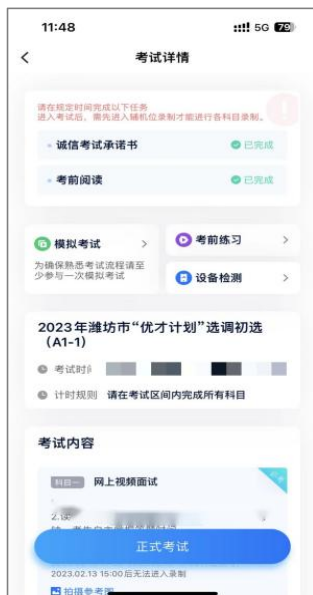 11:48
5G 79
考试详情
请在规定时间完成以下任务
进入考试后，需先进入辅机位录制才能进行各科目录制。
诚信考试承诺书
已完成
考前阅读
已完成
模拟考试
为确保熟悉考试流程请至
少参与一次模拟考试
考前练习
设备检测
2023年潍坊市“优才计划”选调初选
（A1-1）
考试时
计时规则 请在考试区间内完成所有科目
考试内容
科目一 网上视频面试
正式考试
2023.02.13 15:00后无法进入录制
拍摄参考图